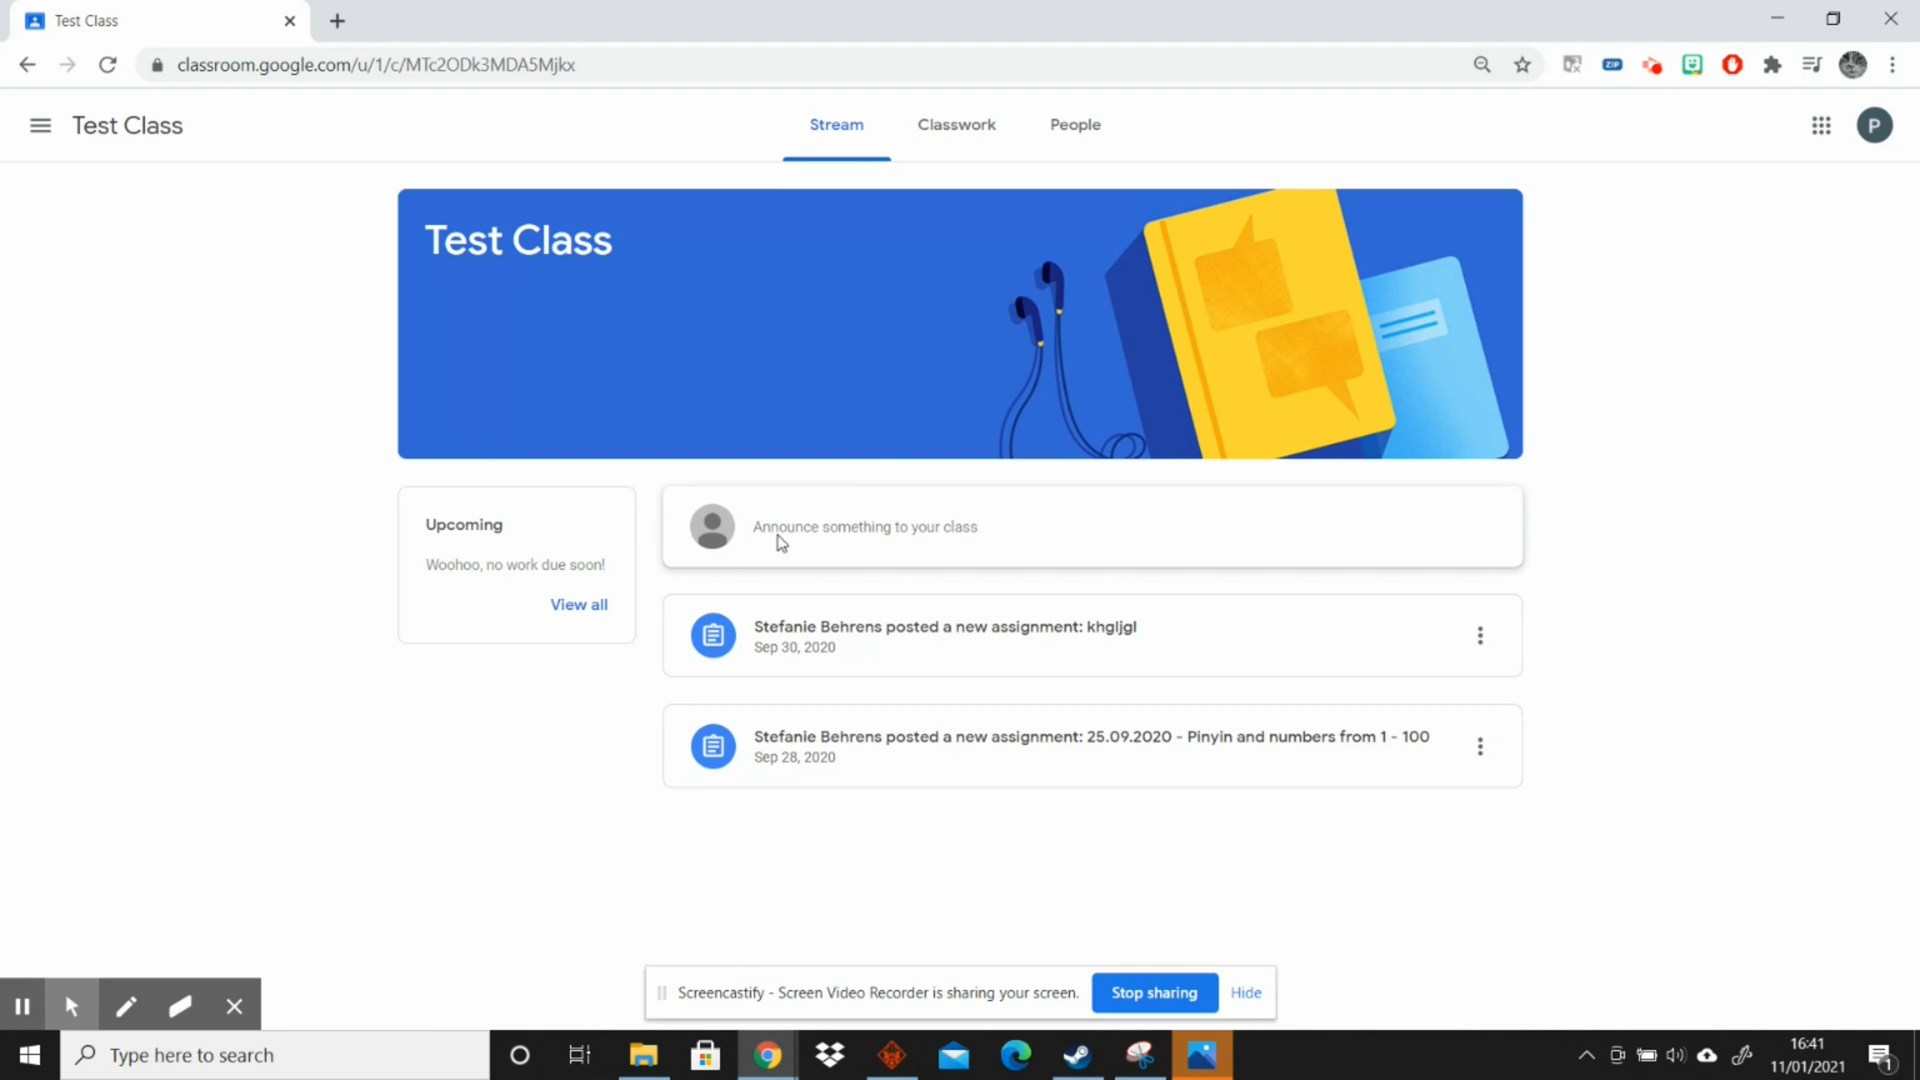 Test Class
classroom.google.com/u/1/c/MTc2ODk3MDA5Mjkx
ZIP
Test Class
Stream
Classwork
People
P
Test Class
Upcoming
Woohoo, no work due soon!
View all
Announce something to your class
Stefanie Behrens posted a new assignment: khgljgl
Sep 30, 2020
Stefanie Behrens posted a new assignment: 25.09.2020 - Pinyin and numbers from 1 - 100
Sep 28, 2020
Screencastify - Screen Video Recorder is sharing your screen.
Stop sharing
Hide
Type here to search
16:41
11/01/2021
1